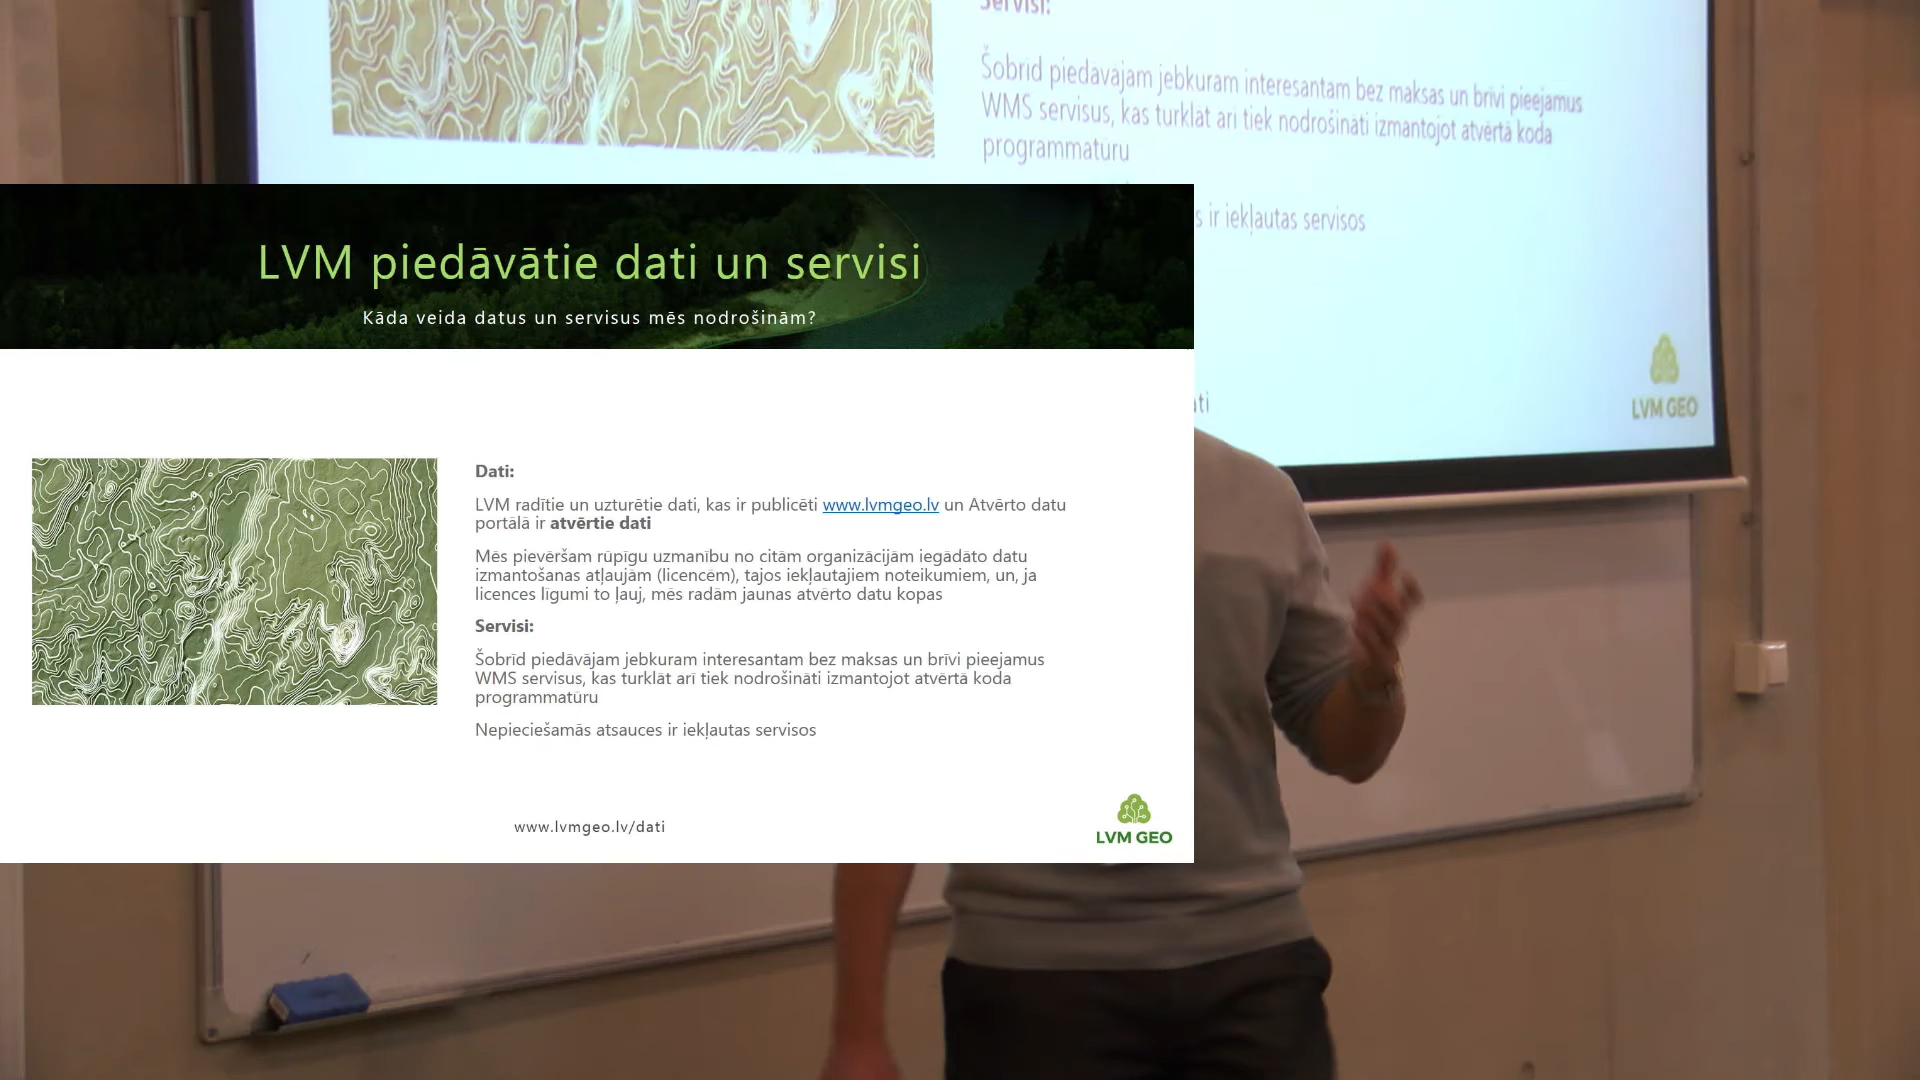 Servisi:
Šobrīd piedāvājam jebkuram interesantam bez maksas un brīvi pieejamus
WMS servisus, kas turklāt arī tiek nodrošināti izmantojot atvērtā koda
programmatūru
s ir iekļautas servisos
ati
LVM GEO
LVM piedāvātie dati un servisi
Kāda veida datus un servisus mēs nodrošinām?
Dati:
LVM radītie un uzturētie dati, kas ir publicēti www.lvmgeo.lv un Atvērto datu
portālā ir atvērtie dati
Mēs pievēršam rūpīgu uzmanību no citām organizācijām iegādāto datu
izmantošanas atļaujām (licencēm), tajos iekļautajiem noteikumiem, un, ja
licences līgumi to ļauj, mēs radām jaunas atvērto datu kopas
Servisi:
Šobrīd piedāvājam jebkuram interesantam bez maksas un brīvi pieejamus
WMS servisus, kas turklāt arī tiek nodrošināti izmantojot atvērtā koda
programmatūru
Nepieciešamās atsauces ir iekļautas servisos
www.lvmgeo.lv/dati
LVM GEO